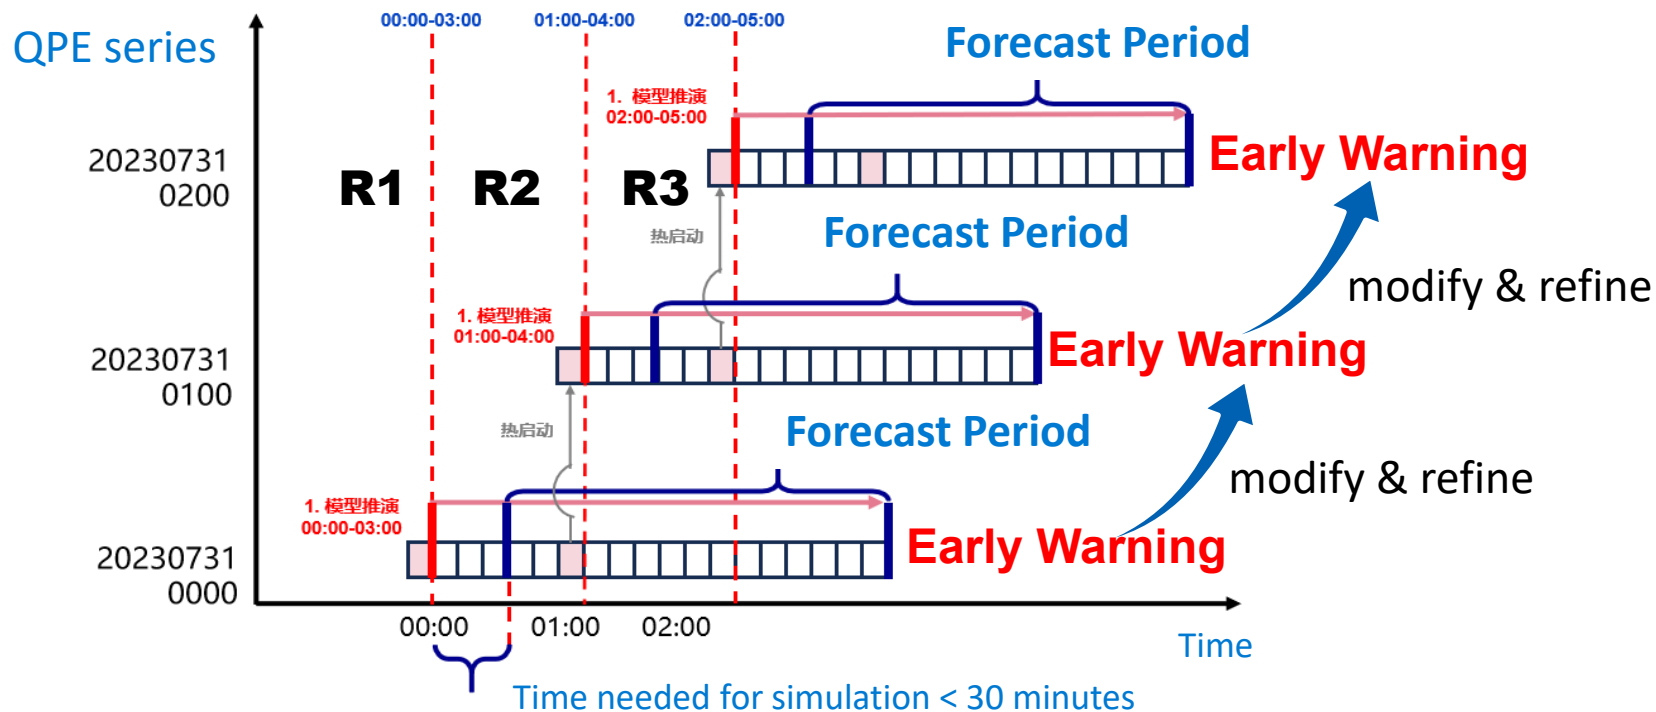 00:00-03:00
01:00-04:00
02:00-05:00
QPE series
Forecast Period
1. 模型推演
02:00-05:00
Early Warning
20230731
0200
R1
R2
R3
热启动
Forecast Period
modify & refine
1. 模型推演
01:00-04:00
Early Warning
20230731
0100
热启动
Forecast Period
modify & refine
1. 模型推演
00:00-03:00
Early Warning
20230731
0000
00:00
01:00
02:00
Time
Time needed for simulation < 30 minutes